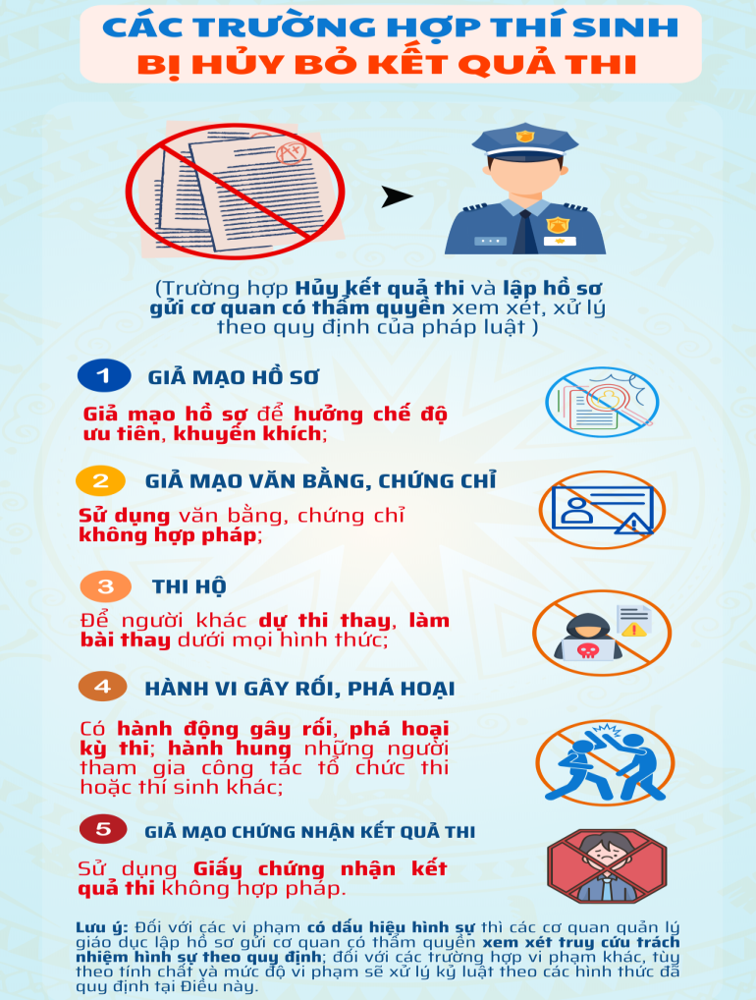 CÁC TRƯỜNG HỢP THÍ SINH
BỊ HỦY BỎ KẾT QUẢ THI
A+
(Trường hợp Hủy kết quả thi và lập hồ sơ
gửi cơ quan có thẩm quyền xem xét, xử lý
theo quy định của pháp luật )
1 GIẢ MẠO HỒ SƠ
Giả mạo hồ sơ để hưởng chế độ
ưu tiên, khuyến khích;
2 GIẢ MẠO VĂN BẰNG, CHỨNG CHỈ
Sử dụng văn bằng, chứng chỉ
không hợp pháp;
3 THI HỘ
Để người khác dự thi thay, làm
bài thay dưới mọi hình thức;
4 HÀNH VI GÂY RỐI, PHÁ HOẠI
Có hành động gây rối, phá hoại
kỳ thi; hành hung những người
tham gia công tác tổ chức thi
hoặc thí sinh khác;
5 GIẢ MẠO CHỨNG NHẬN KẾT QUẢ THI
Sử dụng Giấy chứng nhận kết
quả thi không hợp pháp.
Lưu ý: Đối với các vi phạm có dấu hiệu hình sự thì các cơ quan quản lý
giáo dục lập hồ sơ gửi cơ quan có thẩm quyền xem xét truy cứu trách
nhiệm hình sự theo quy định; đối với các trường hợp vi phạm khác, tùy
theo tính chất và mức độ vi phạm sẽ xử lý kỷ luật theo các hình thức đã
quy định tại Điều này.